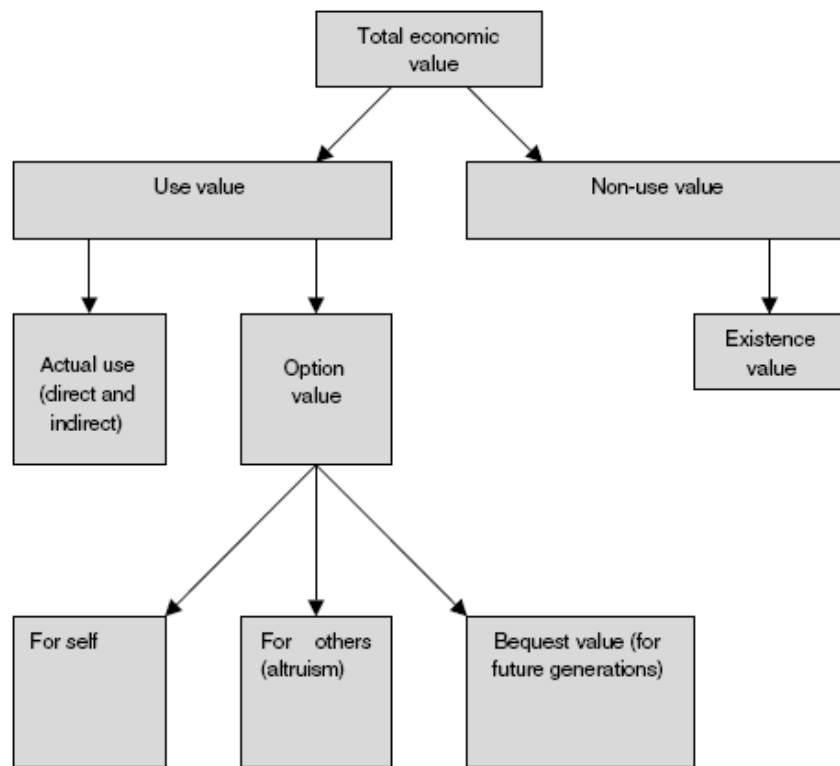 Total economic
value
Use value
Non-use value
Actual use
(direct and
indirect)
Option
value
Existence
value
For self
For others
(altruism)
Bequest value (for
future generations)